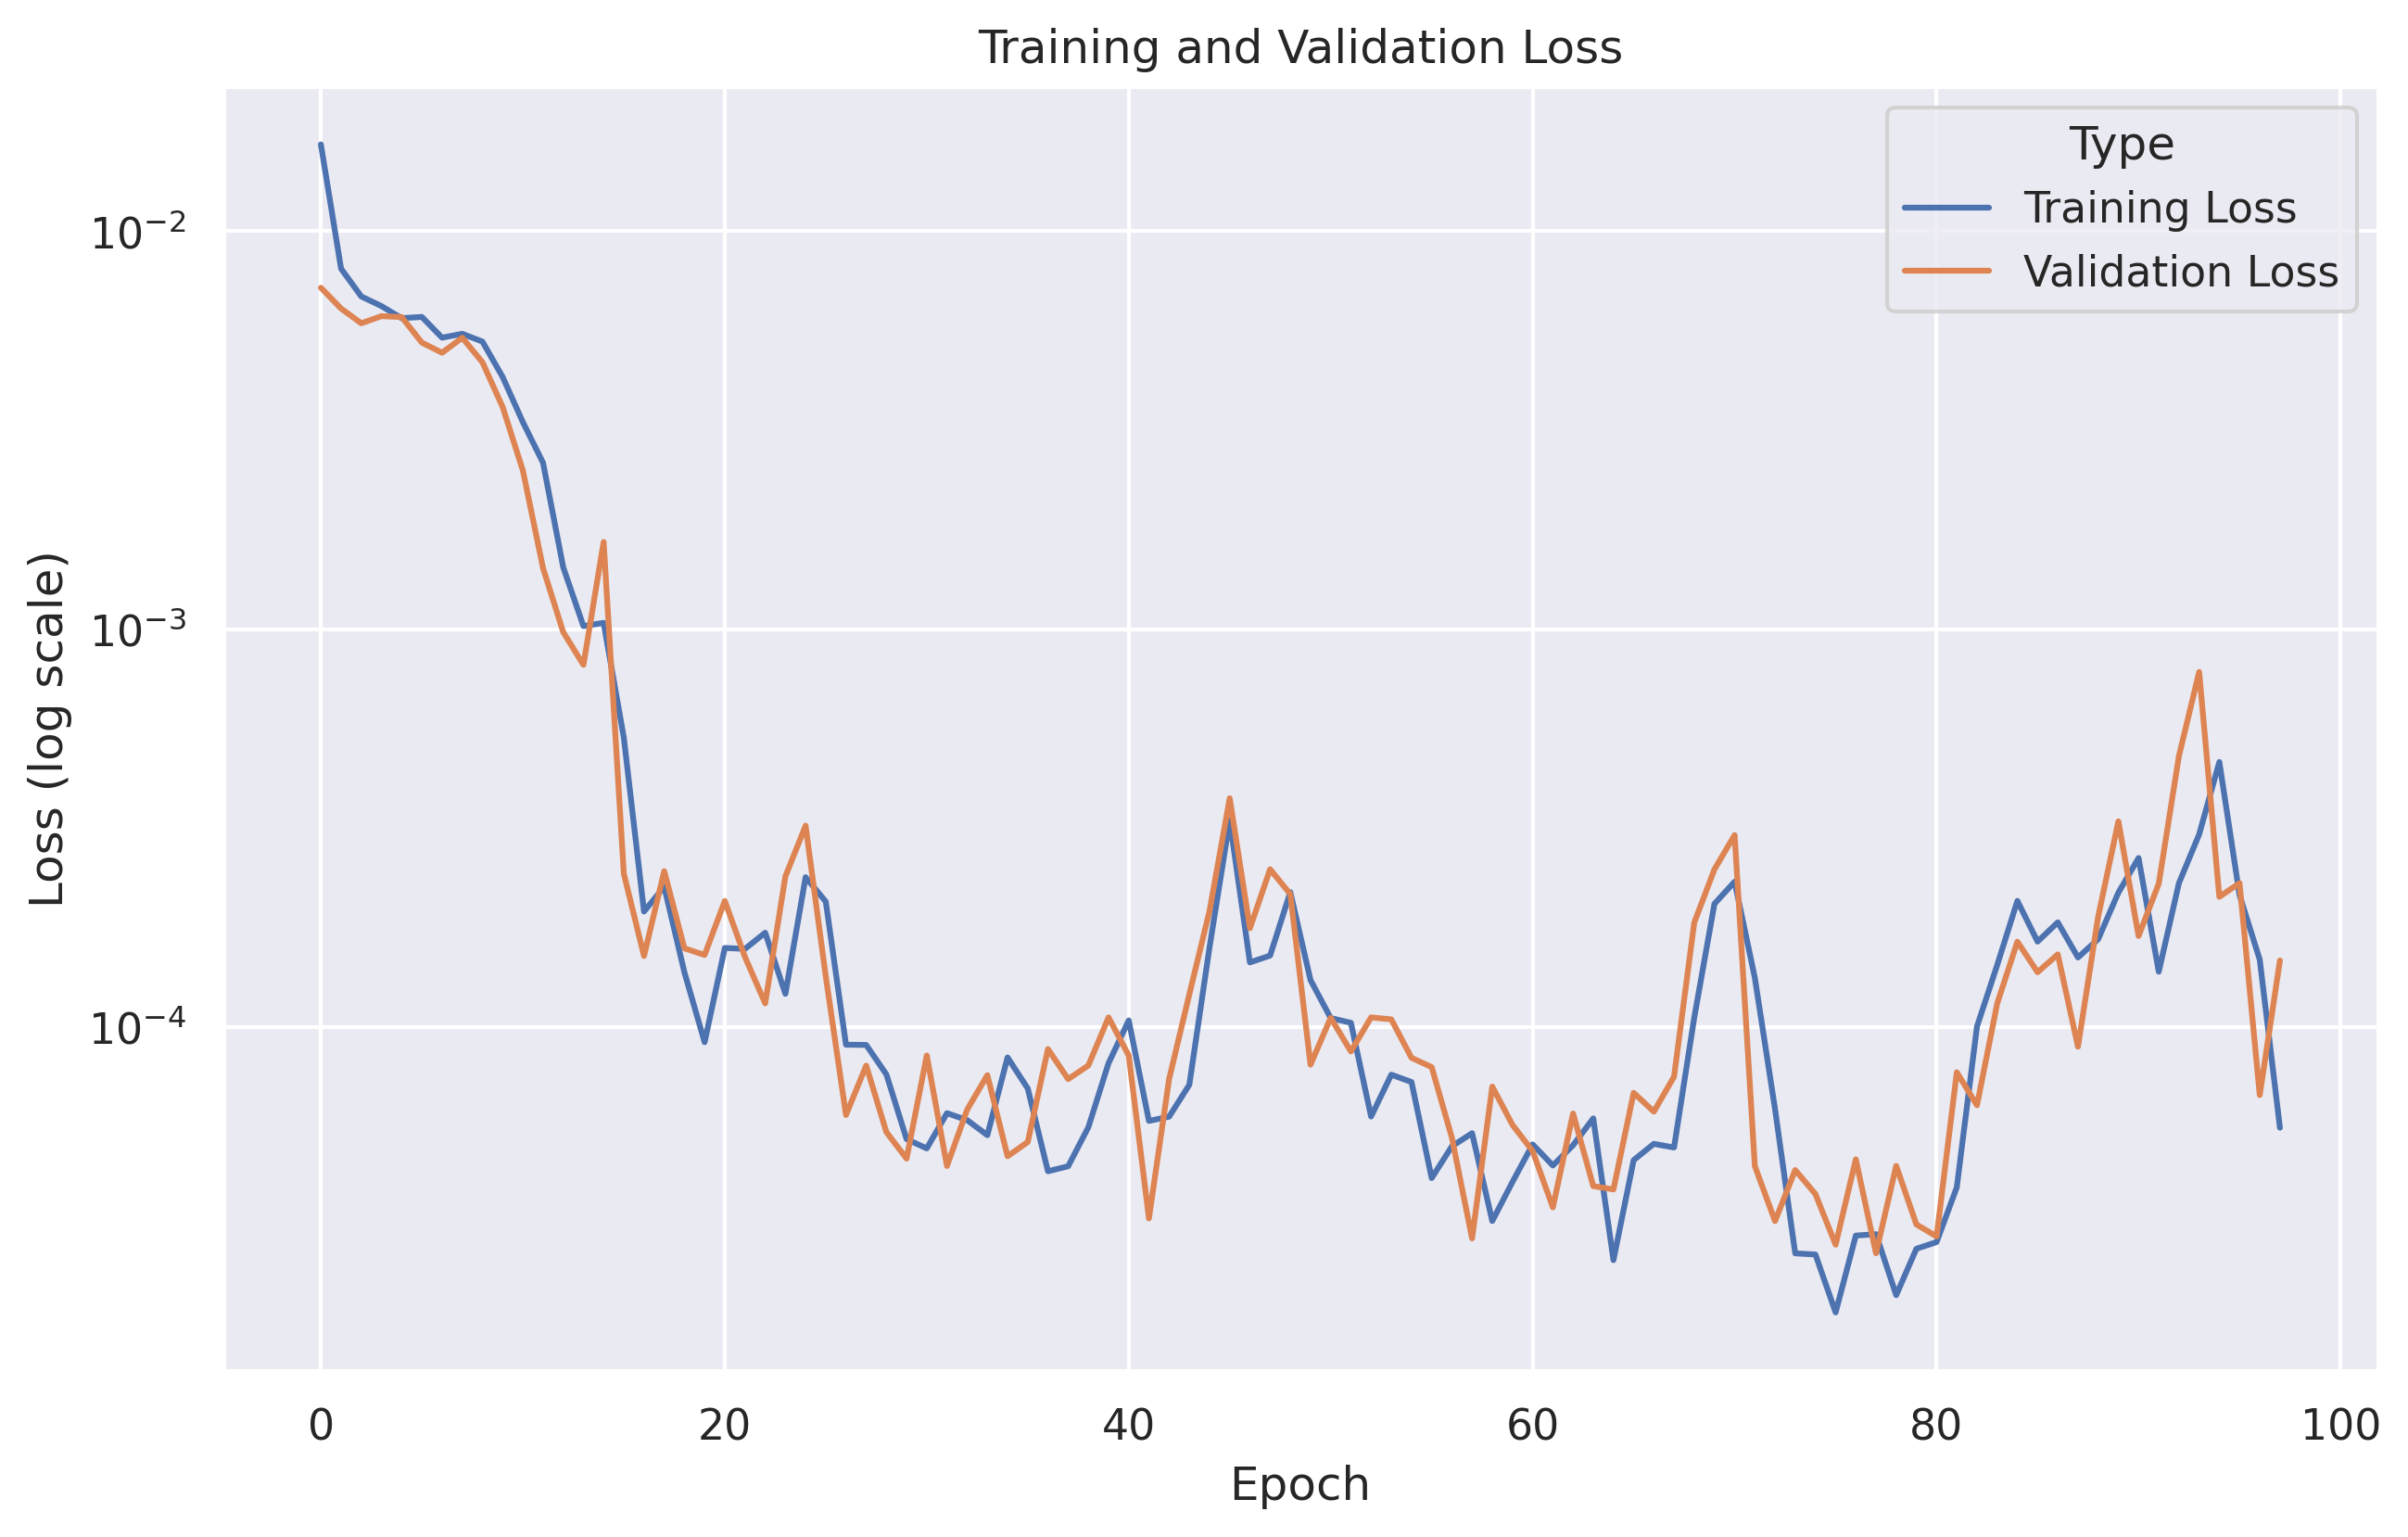 Training and Validation Loss
Type
Training Loss
Validation Loss
Loss (log scale)
10⁻²
10⁻³
10⁻⁴
0 20 40 60 80 100
Epoch